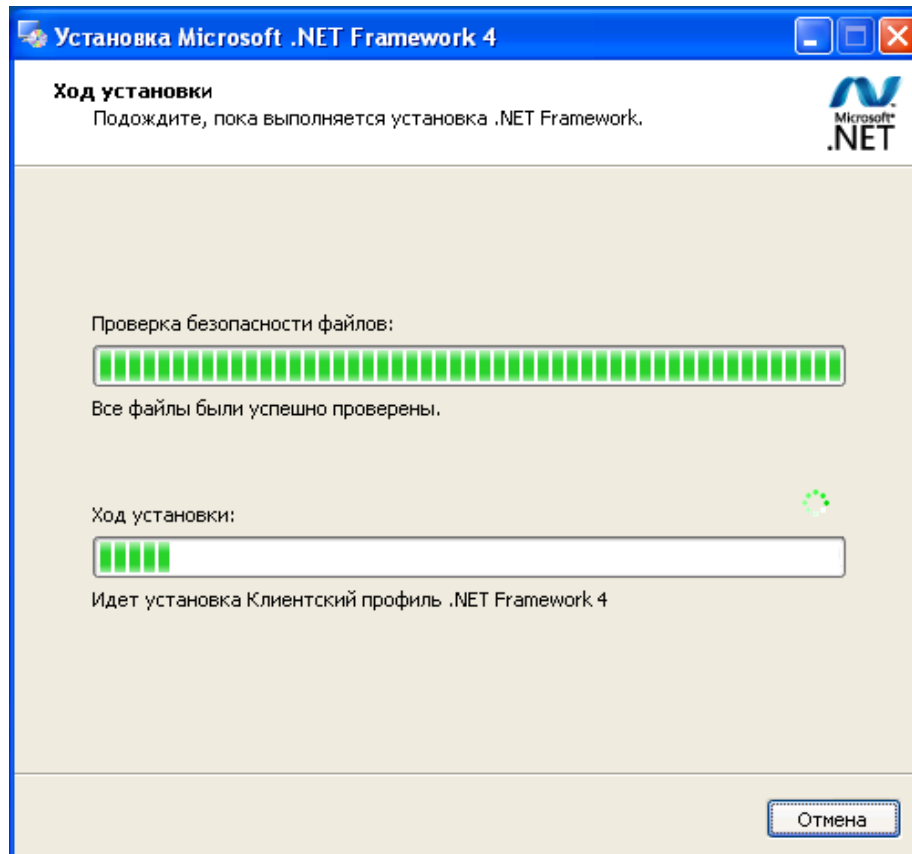 Установка Microsoft .NET Framework 4
Ход установки
Подождите, пока выполняется установка .NET Framework.
Microsoft
.NET
Проверка безопасности файлов:
Все файлы были успешно проверены.
Ход установки:
Идет установка Клиентский профиль .NET Framework 4
Отмена